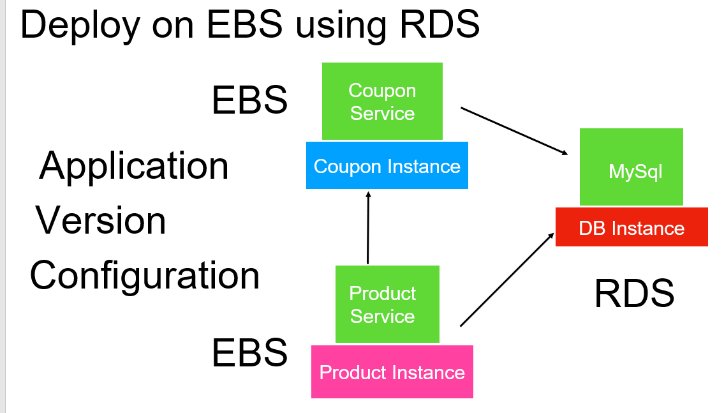 Deploy on EBS using RDS
EBS
Coupon
Service
Coupon Instance
Application
Version
Configuration
MySql
DB Instance
RDS
Product
Service
EBS
Product Instance